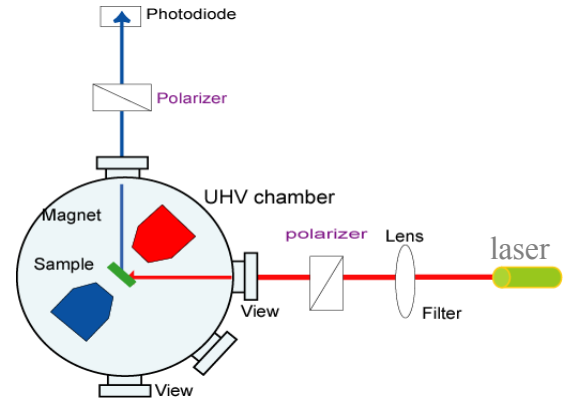 Photodiode
Polarizer
UHV chamber
Magnet
polarizer
Lens
laser
Sample
View
Filter
View